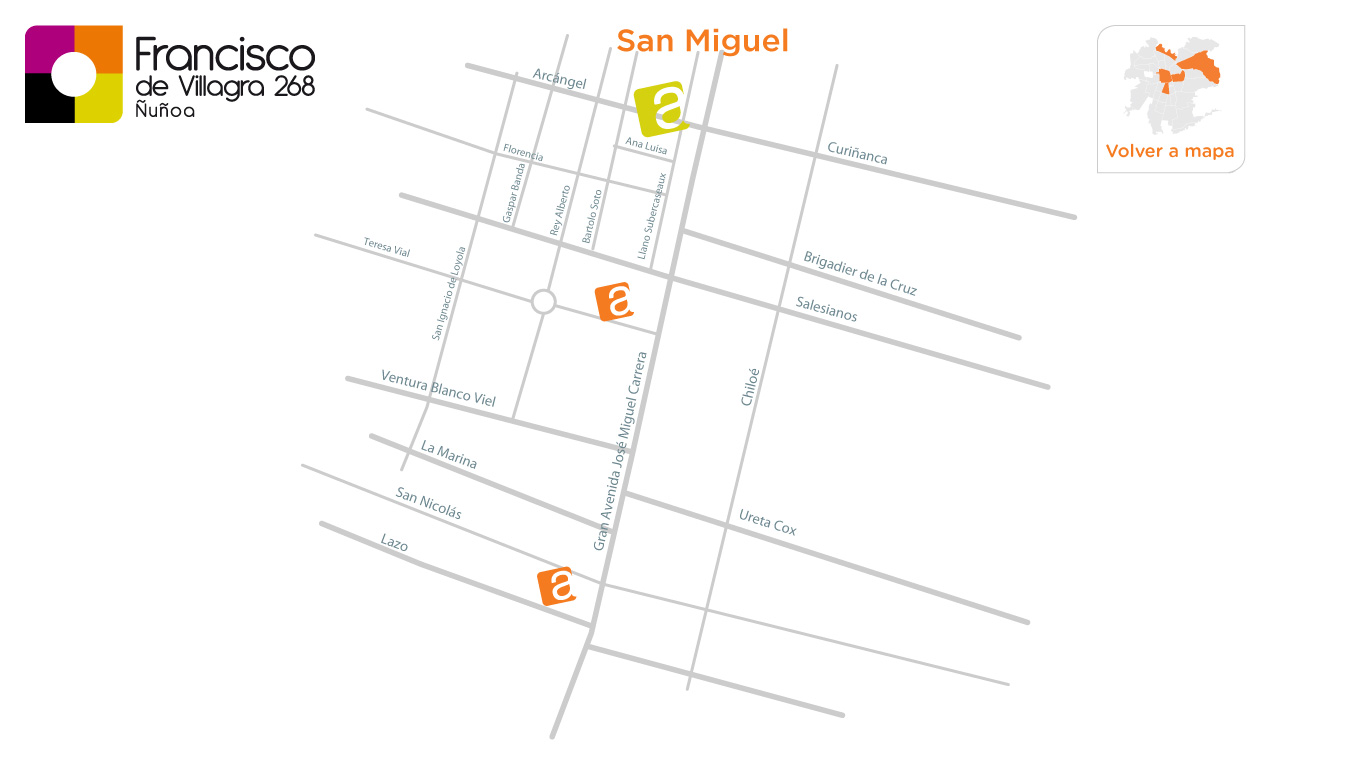 San Miguel
Francisco
de Villagra 268
Ñuñoa
Volver a mapa
Arcángel
Curiñanca
Ana Luisa
Florencia
Gaspar Banda
Rey Alberto
Bartolo Soto
Llano Subercaseaux
Teresa Vial
San Ignacio de Loyola
Brigadier de la Cruz
Salesianos
Chiloé
Ventura Blanco Viel
Gran Avenida José Miguel Carrera
La Marina
San Nicolás
Ureta Cox
Lazo
a
a
a